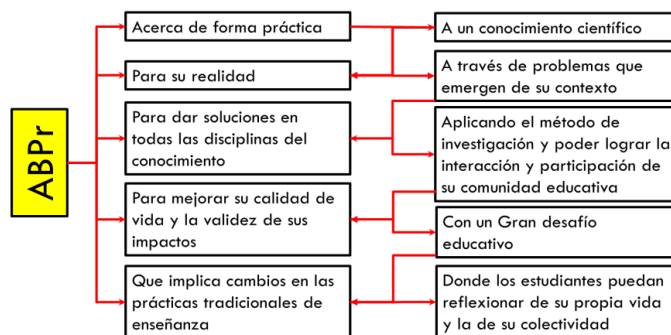 ABPr
Acerca de forma práctica
A un conocimiento científico
Para su realidad
A través de problemas que
emergen de su contexto
Para dar soluciones en
todas las disciplinas del
conocimiento
Aplicando el método de
investigación y poder lograr la
interacción y participación de
su comunidad educativa
Para mejorar su calidad de
vida y la validez de sus
impactos
Con un Gran desafío
educativo
Que implica cambios en las
prácticas tradicionales de
enseñanza
Donde los estudiantes puedan
reflexionar de su propia vida
y la de su colectividad